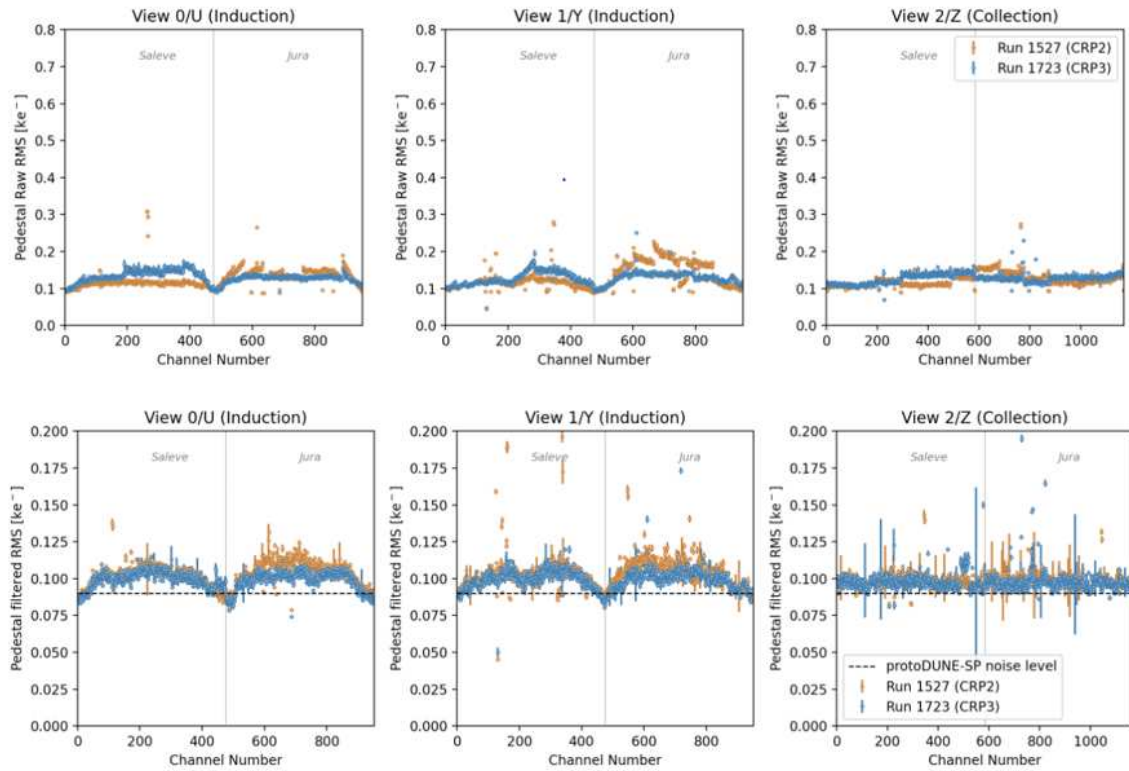 View 0/U (Induction)
View 1/Y (Induction)
View 2/Z (Collection)
Pedestal Raw RMS [ke⁻]
0.8
0.7
0.6
0.5
0.4
0.3
0.2
0.1
0.0
Saleve
Jura
0 200 400 600 800
Channel Number
Pedestal Raw RMS [ke⁻]
0.8
0.7
0.6
0.5
0.4
0.3
0.2
0.1
0.0
Saleve
Jura
0 200 400 600 800
Channel Number
Pedestal Raw RMS [ke⁻]
0.8
0.7
0.6
0.5
0.4
0.3
0.2
0.1
0.0
Saleve
Run 1527 (CRP2)
Run 1723 (CRP3)
0 200 400 600 800 1000
Channel Number
View 0/U (Induction)
View 1/Y (Induction)
View 2/Z (Collection)
Pedestal filtered RMS [ke⁻]
0.200
0.175
0.150
0.125
0.100
0.075
0.050
0.025
0.000
Saleve
Jura
0 200 400 600 800
Channel Number
Pedestal filtered RMS [ke⁻]
0.200
0.175
0.150
0.125
0.100
0.075
0.050
0.025
0.000
Saleve
Jura
0 200 400 600 800
Channel Number
Pedestal filtered RMS [ke⁻]
0.200
0.175
0.150
0.125
0.100
0.075
0.050
0.025
0.000
Saleve
Jura
protoDUNE-SP noise level
Run 1527 (CRP2)
Run 1723 (CRP3)
0 200 400 600 800 1000
Channel Number